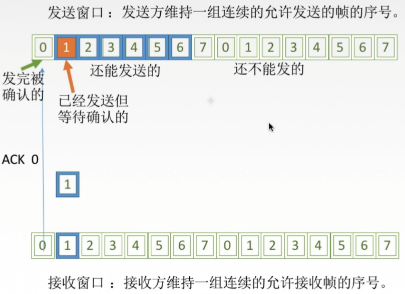 发送窗口：发送方维持一组连续的允许发送的帧的序号。
0 1 2 3 4 5 6 7 0 1 2 3 4 5 6 7
发完被
确认的
还能发送的
还不能发的
已经发送但
等待确认的
ACK 0
1
0 1 2 3 4 5 6 7 0 1 2 3 4 5 6 7
接收窗口：接收方维持一组连续的允许接收帧的序号。